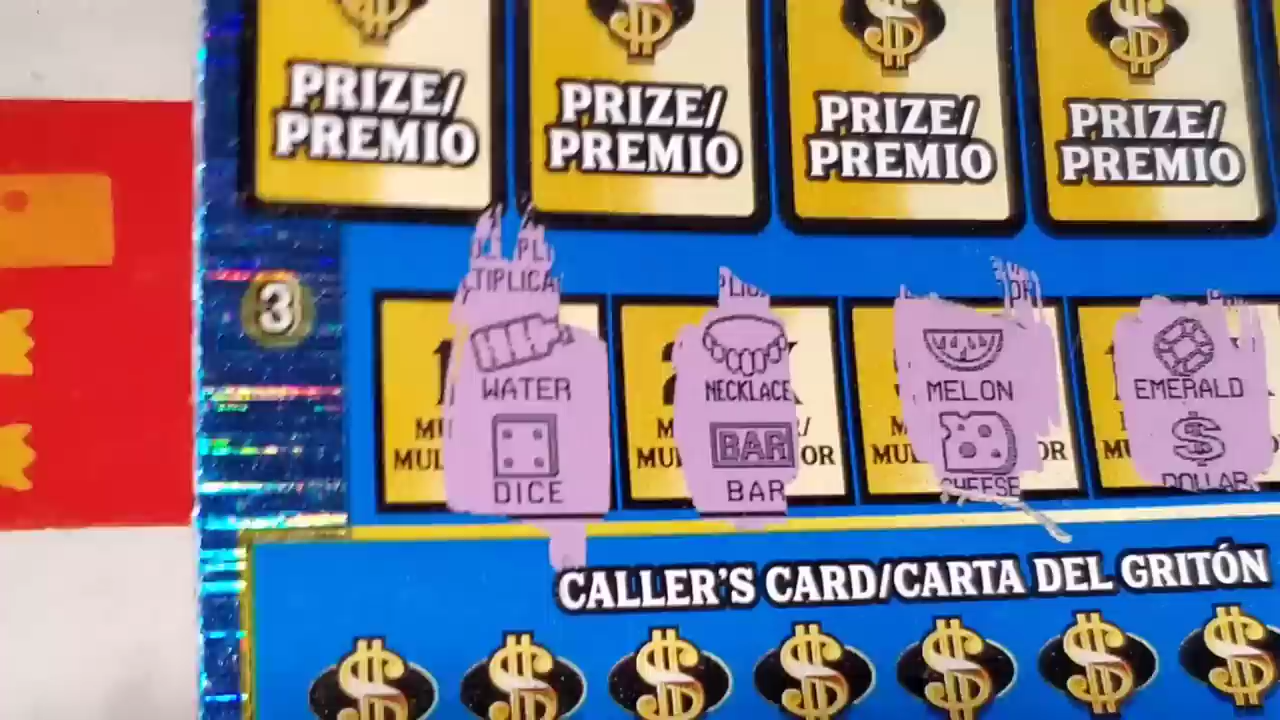 PRIZE/
PREMIO
PRIZE/
PREMIO
PRIZE/
PREMIO
PRIZE/
PREMIO
3
WATER
DICE
NECKLACE
BAR
BAR
MELON
CHEESE
EMERALD
DOLLAR
CALLER'S CARD/CARTA DEL GRITÓN